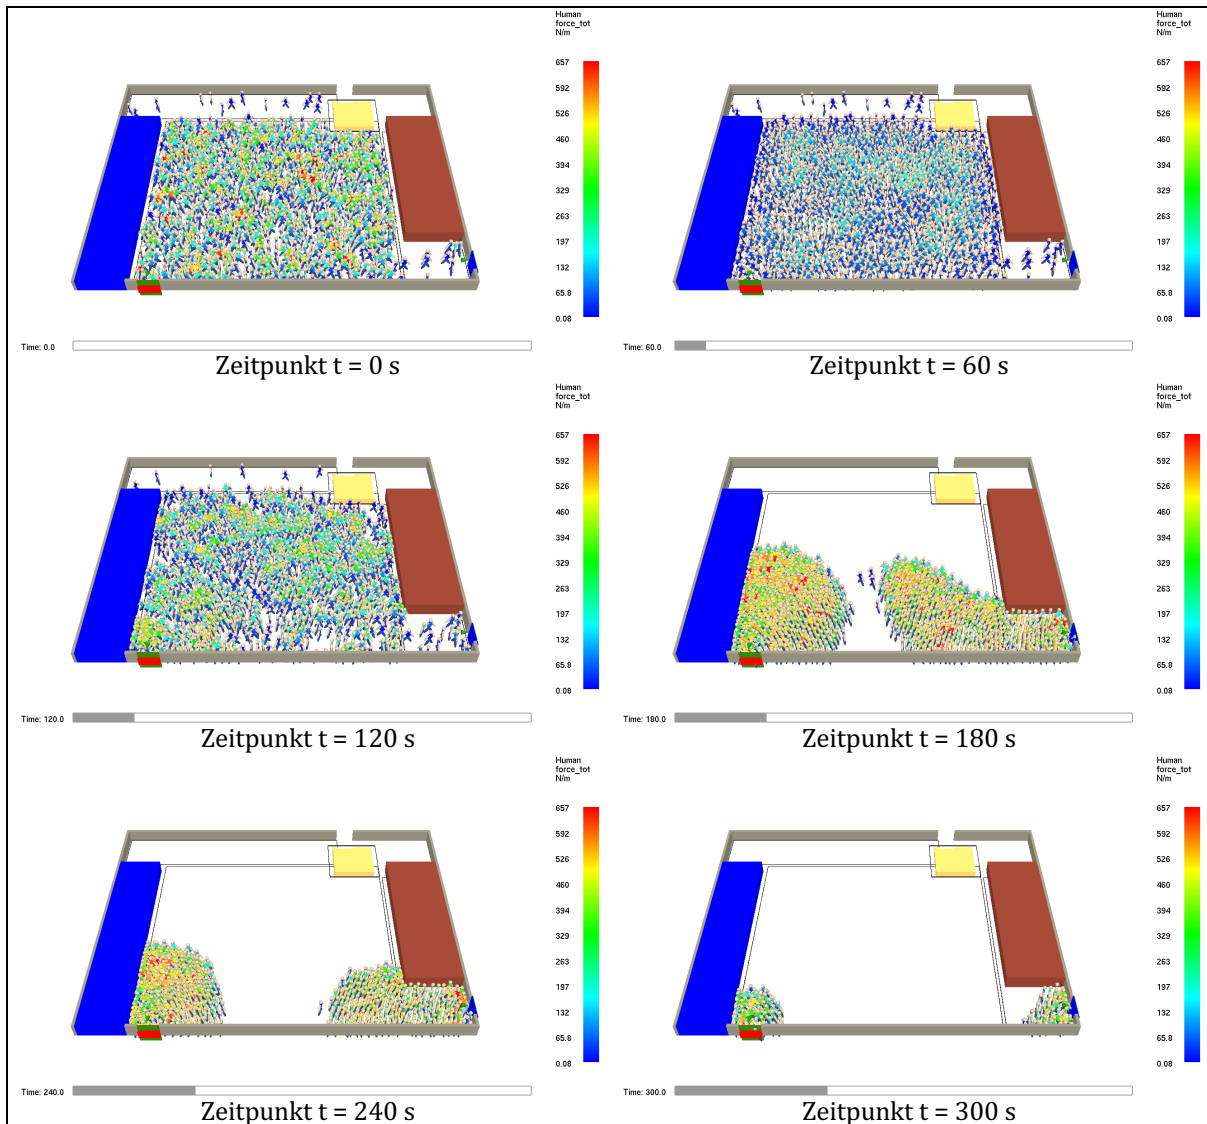 Human
force_tot
N/m
657
592
526
460
394
329
263
197
132
65.8
0.08
Time: 0.0
Zeitpunkt t = 0 s
Human
force_tot
N/m
657
592
526
460
394
329
263
197
132
65.8
0.08
Time: 60.0
Zeitpunkt t = 60 s
Human
force_tot
N/m
657
592
526
460
394
329
263
197
132
65.8
0.08
Time: 120.0
Zeitpunkt t = 120 s
Human
force_tot
N/m
657
592
526
460
394
329
263
197
132
65.8
0.08
Time: 180.0
Zeitpunkt t = 180 s
Human
force_tot
N/m
657
592
526
460
394
329
263
197
132
65.8
0.08
Time: 240.0
Zeitpunkt t = 240 s
Human
force_tot
N/m
657
592
526
460
394
329
263
197
132
65.8
0.08
Time: 300.0
Zeitpunkt t = 300 s